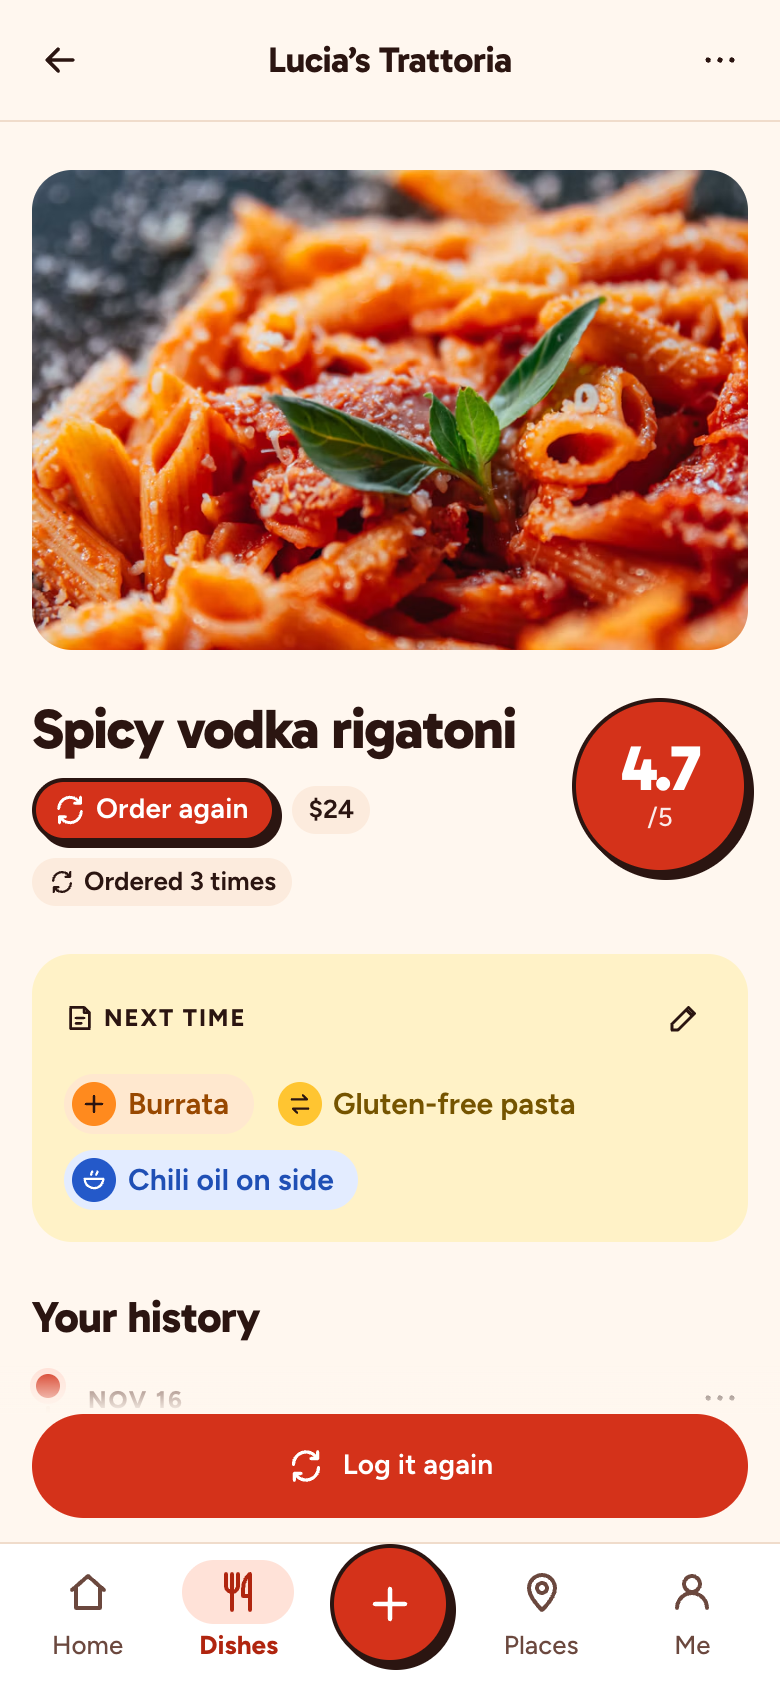 Lucia’s Trattoria
Spicy vodka rigatoni
4.7
/5
Order again
$24
Ordered 3 times
NEXT TIME
Burrata
Gluten-free pasta
Chili oil on side
Your history
NOV 16
Log it again
Home
Dishes
Places
Me